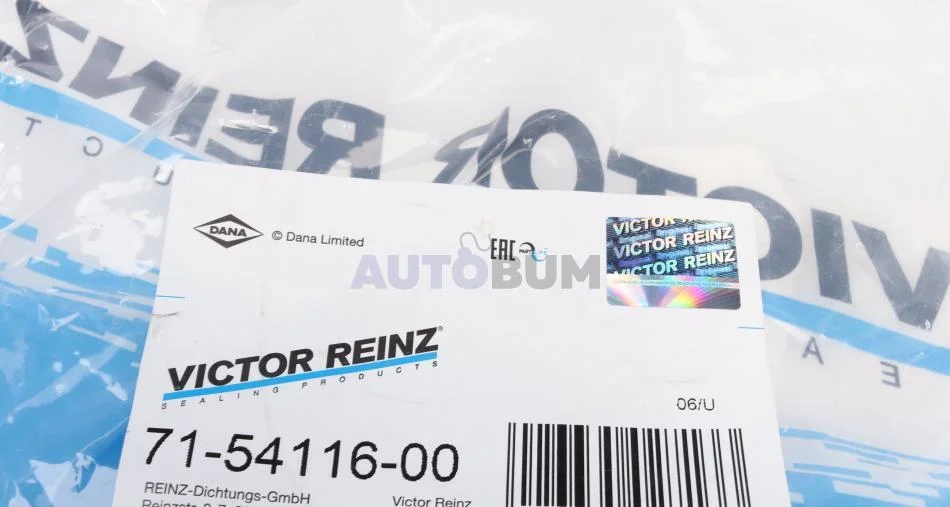 VICTOR REINZ
DANA
© Dana Limited
EAC
AUTOBUM
VICTOR REINZ
VICTOR REINZ
VICTOR REINZ
VICTOR REINZ®
SEALING PRODUCTS
06/U
71-54116-00
REINZ-Dichtungs-GmbH
Victor Reinz